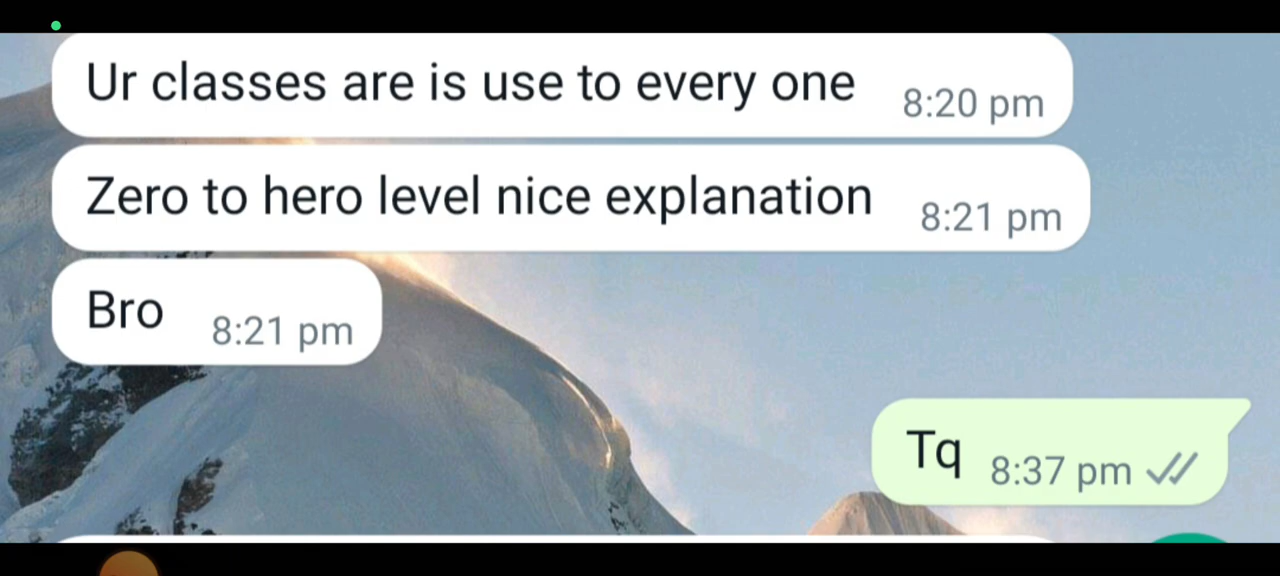 Ur classes are is use to every one 8:20 pm
Zero to hero level nice explanation 8:21 pm
Bro 8:21 pm
Tq 8:37 pm